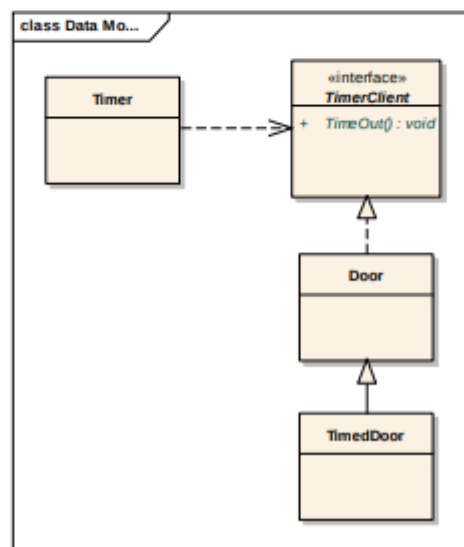 class Data Mo...
Timer
«interface»
TimerClient
+ TimeOut() : void
Door
TimedDoor